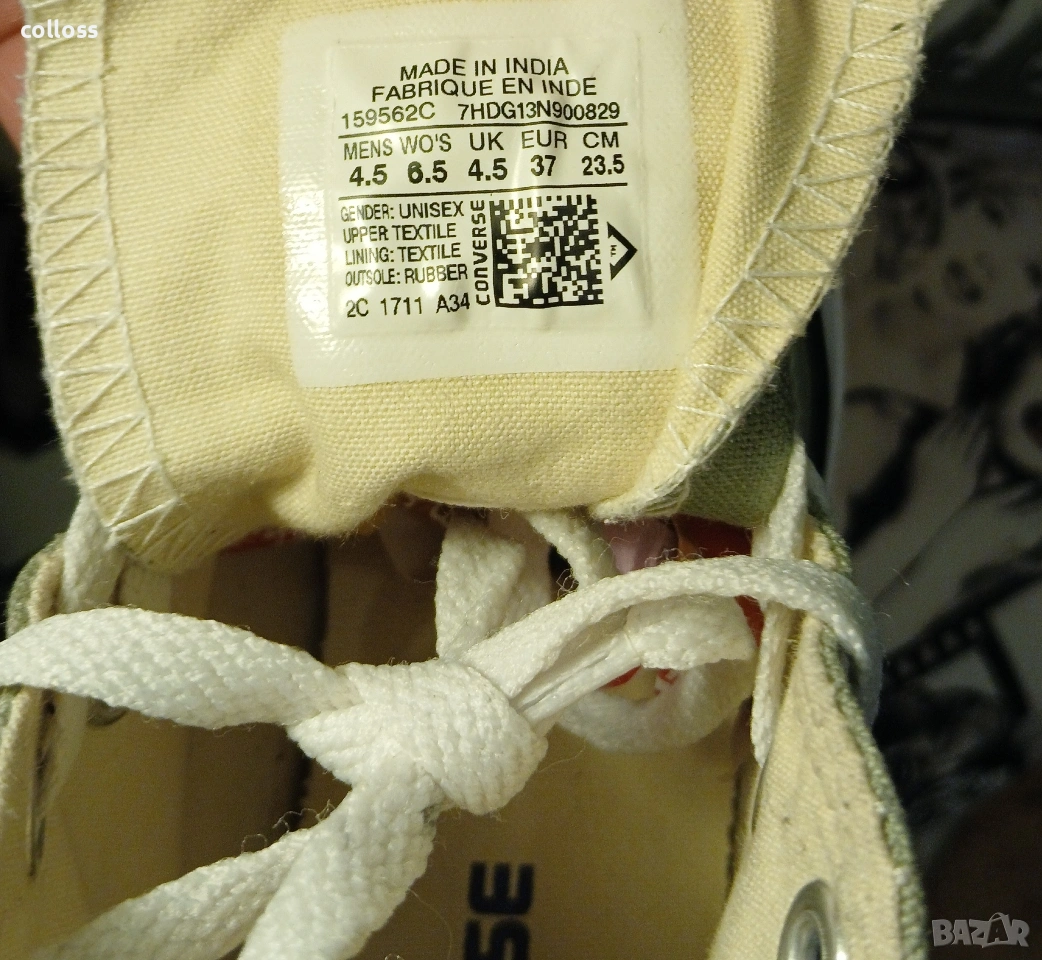 colloss
MADE IN INDIA
FABRIQUE EN INDE
159562C 7HDG13N900829
MENS WO'S UK EUR CM
4.5 6.5 4.5 37 23.5
GENDER: UNISEX
UPPER: TEXTILE
LINING: TEXTILE
OUTSOLE: RUBBER
CONVERSE
F
2C 1711 A34
SE
BAZAR